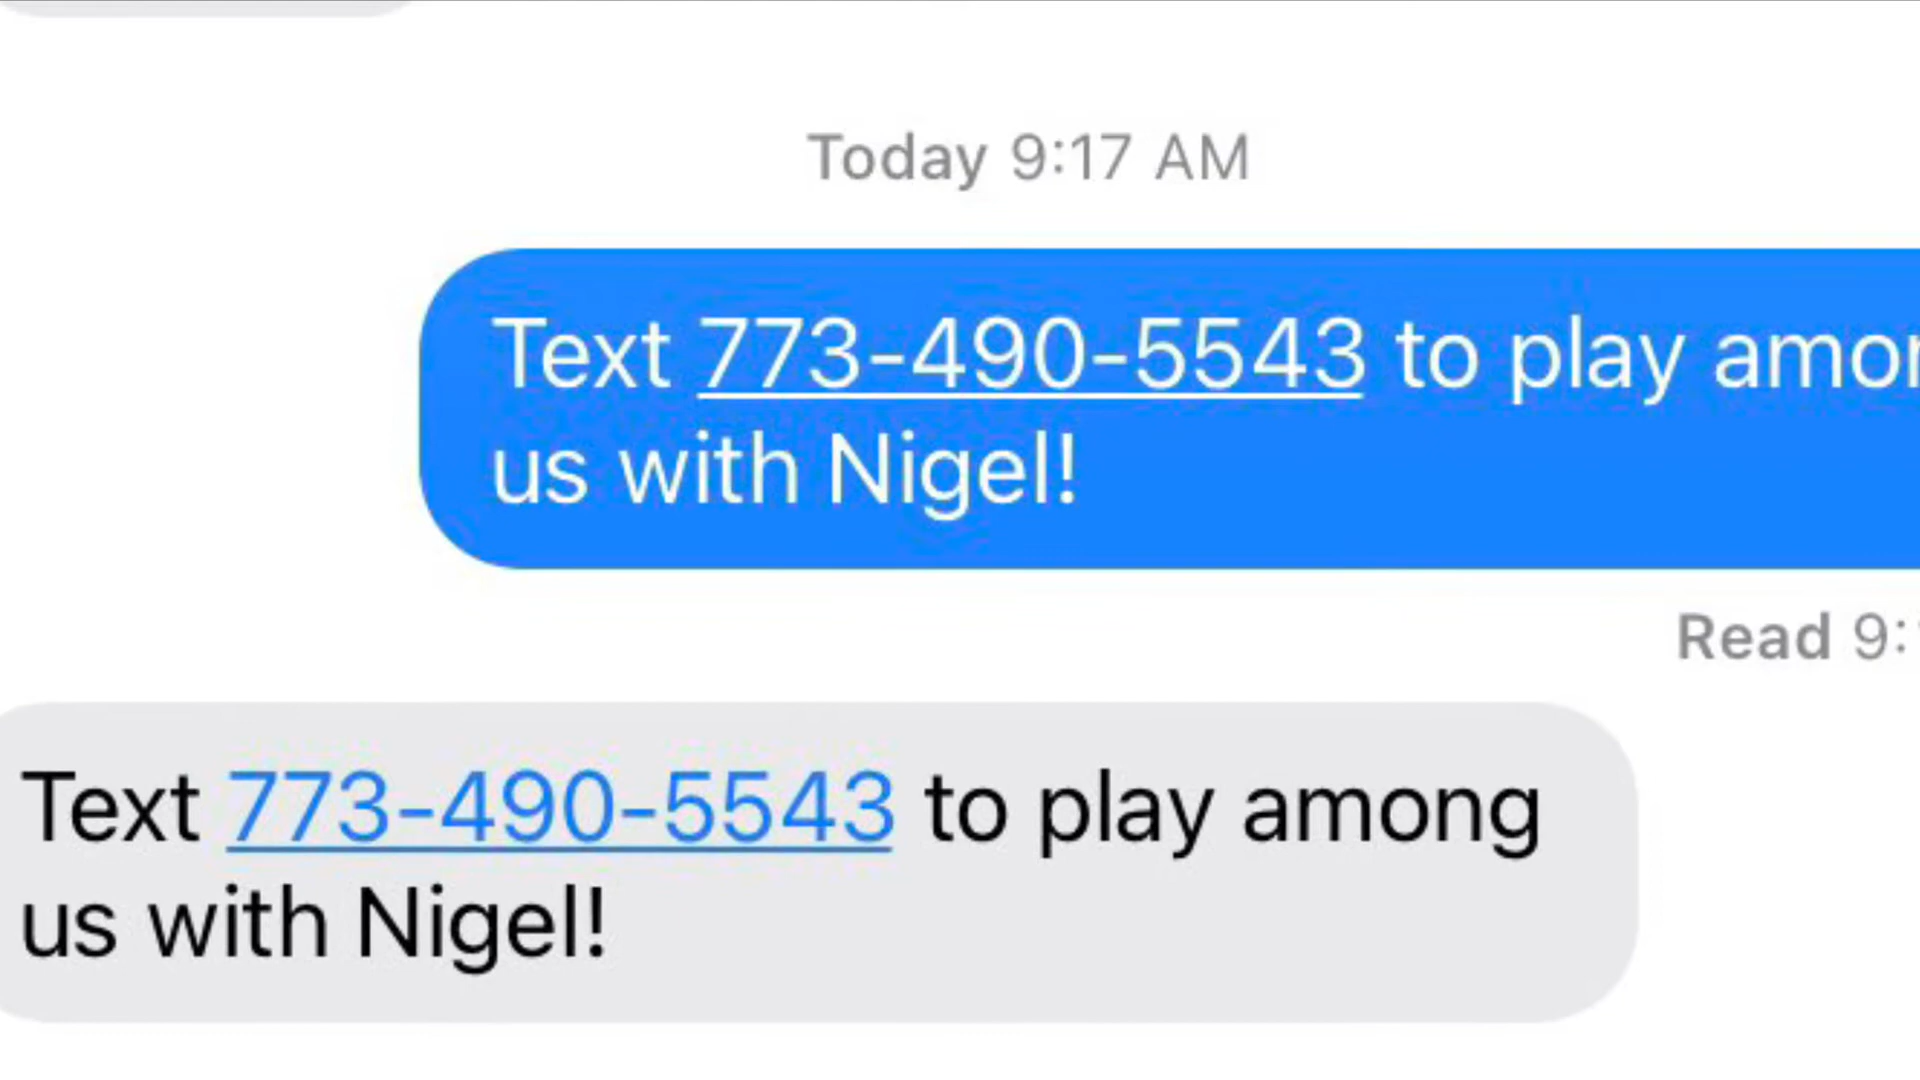 Today 9:17 AM
Text 773-490-5543 to play
us with Nigel!
Read
Text 773-490-5543 to play among
us with Nigel!